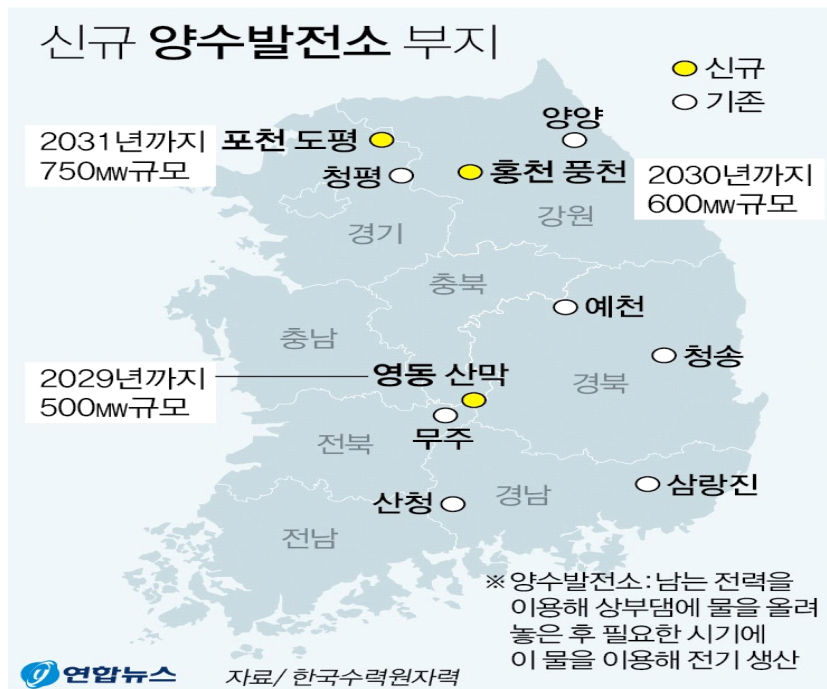 신규 양수발전소 부지
신규
기존
양양
2031년까지
750MW규모
포천 도평
청평
홍천 풍천
2030년까지
600MW규모
강원
경기
충북
예천
충남
청송
2029년까지
500MW규모
영동 산막
경북
무주
전북
삼랑진
산청
경남
전남
※ 양수발전소 : 남는 전력을
이용해 상부댐에 물을 올려
놓은 후 필요한 시기에
이 물을 이용해 전기 생산
연합뉴스
자료/ 한국수력원자력